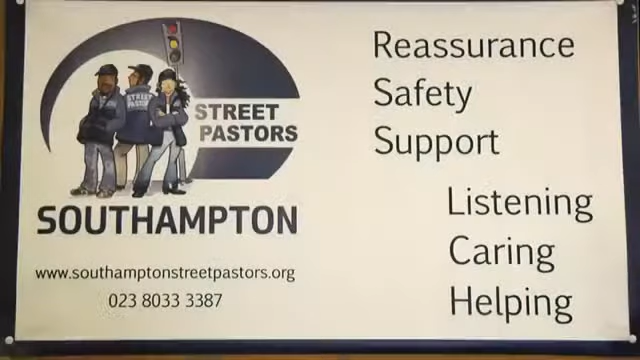 STREET
PASTORS
SOUTHAMPTON
www.southamptonstreetpastors.org
023 8033 3387
Reassurance
Safety
Support
Listening
Caring
Helping